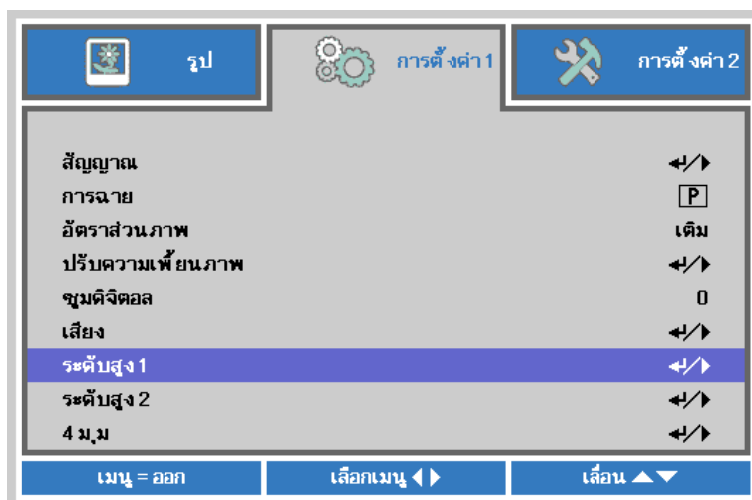 รูป
การตั้งค่า 1
การตั้งค่า 2
สัญญาณ
การฉาย P
อัตราส่วนภาพ เติม
ปรับความเพี้ยนภาพ
ซูมดิจิตอล 0
เสียง
ระดับสูง 1
ระดับสูง 2
4 มุม
เมนู = ออก
เลือกเมนู ◀ ▶
เลื่อน ▲ ▼